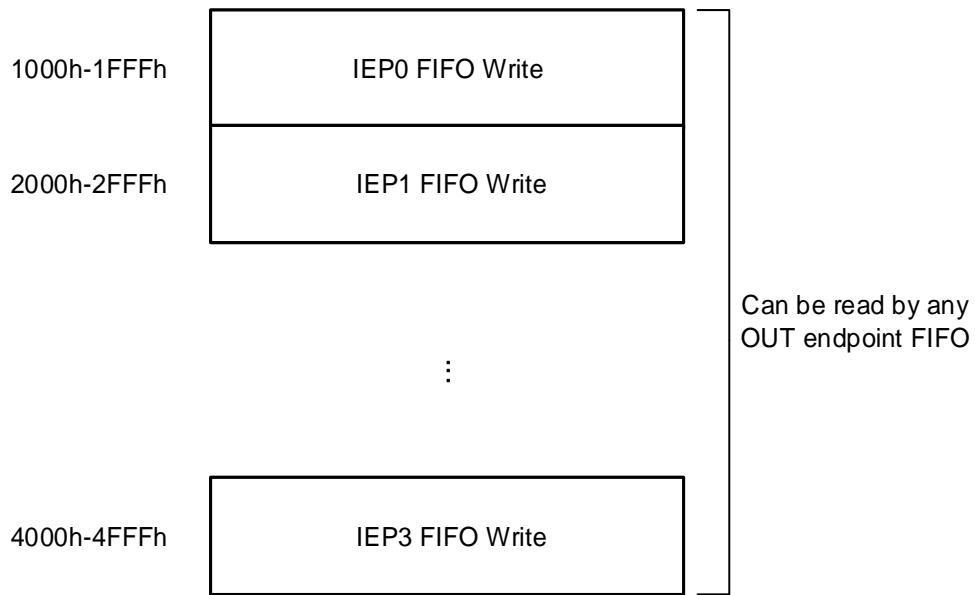 1000h-1FFFh
IEP0 FIFO Write
2000h-2FFFh
IEP1 FIFO Write
Can be read by any
OUT endpoint FIFO
⋮
4000h-4FFFh
IEP3 FIFO Write